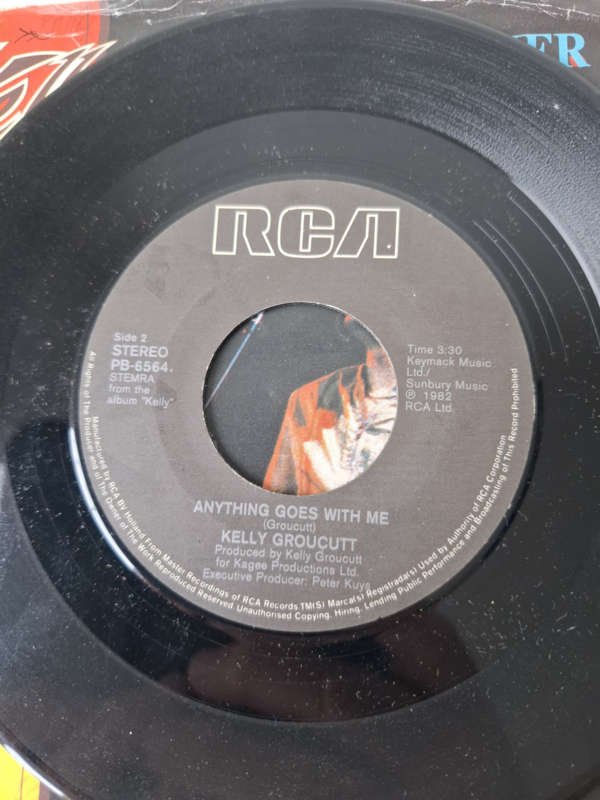 ER
RCA
Side 2
STEREO
PB-6564.
STEMRA
from the
album "Kelly"
Time 3:30
Keymack Music
Ltd./
Sunbury Music
℗ 1982
RCA Ltd.
ANYTHING GOES WITH ME
(Groucutt)
KELLY GROUCUTT
Produced by Kelly Groucutt
for Kagee Productions Ltd.
Executive Producer: Peter Kuys
Manufactured by RCA BV Holland From Master Recordings of RCA Records TM(S) Marca(s) Registrada(s) Used by Authority of RCA Corporation
All Rights of The Producer and of The Owner of The Work Reproduced Reserved. Unauthorised Copying. Hiring. Lending Public Performance and Broadcasting of This Record Prohibited